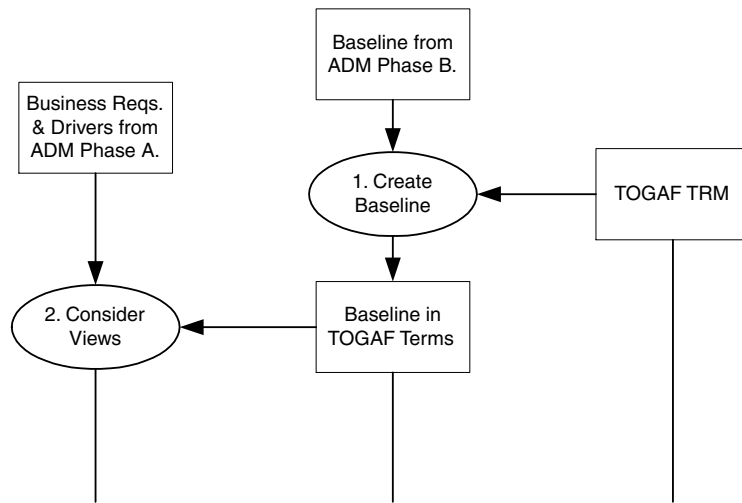 Baseline from
ADM Phase B.
Business Reqs.
& Drivers from
ADM Phase A.
1. Create
Baseline
TOGAF TRM
2. Consider
Views
Baseline in
TOGAF Terms